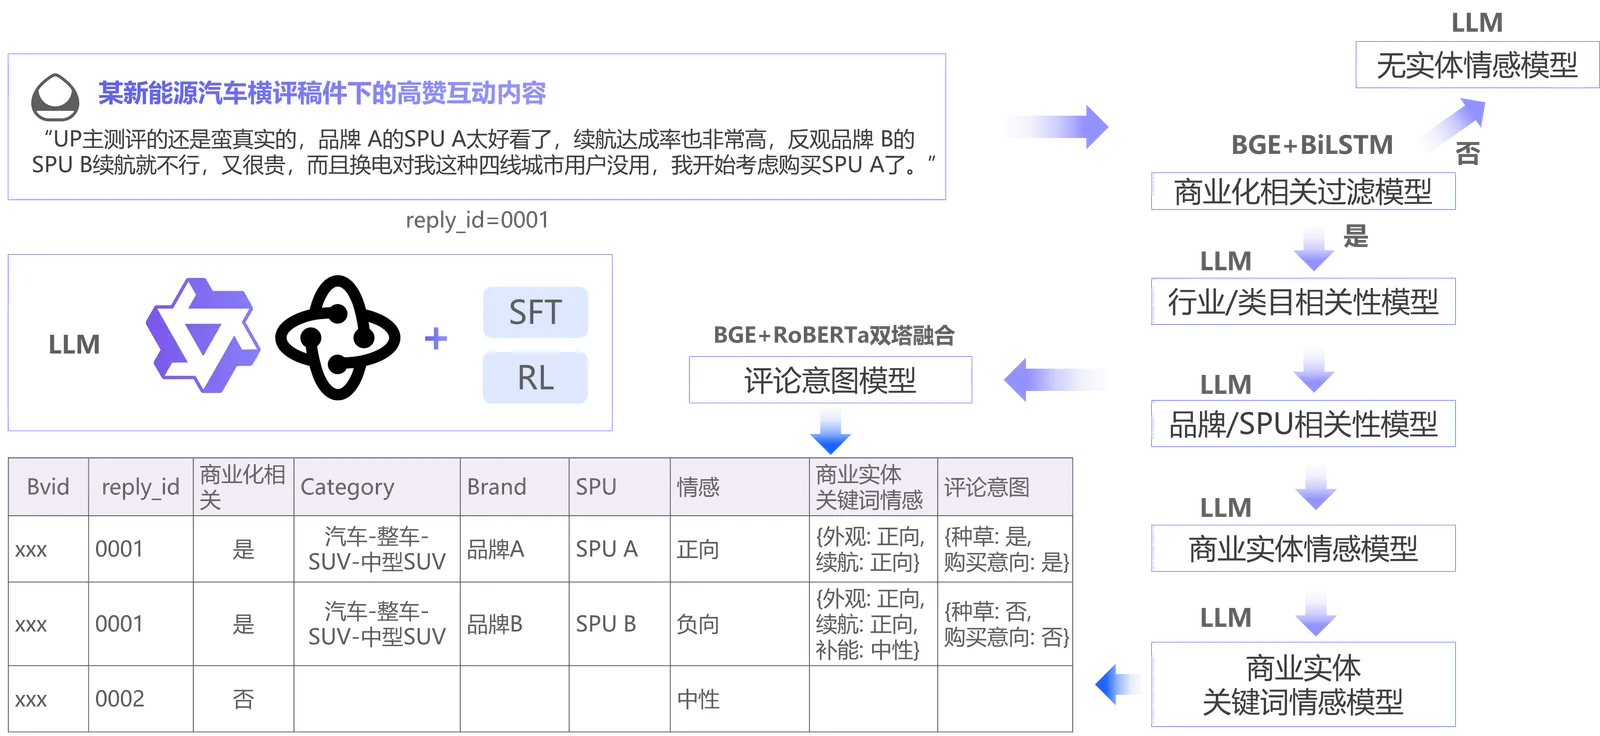 某新能源汽车横评稿件下的高赞互动内容
“UP主测评的还是蛮真实的，品牌 A的SPU A太好看了，续航达成率也非常高，反观品牌 B的
SPU B续航就不行，又很贵，而且换电对我这种四线城市用户没用，我开始考虑购买SPU A了。”
reply_id=0001
LLM
无实体情感模型
否
BGE+BiLSTM
商业化相关过滤模型
是
LLM
行业/类目相关性模型
LLM
品牌/SPU相关性模型
LLM
商业实体情感模型
LLM
商业实体
关键词情感模型
LLM
+
SFT
RL
BGE+RoBERTa双塔融合
评论意图模型
Bvid
reply_id
商业化相
关
Category
Brand
SPU
情感
商业实体
关键词情感
评论意图
xxx
0001
是
汽车-整车-
SUV-中型SUV
品牌A
SPU A
正向
{外观: 正向,
续航: 正向}
{种草: 是,
购买意向: 是}
xxx
0001
是
汽车-整车-
SUV-中型SUV
品牌B
SPU B
负向
{外观: 正向,
续航: 正向,
补能: 中性}
{种草: 否,
购买意向: 否}
xxx
0002
否
中性